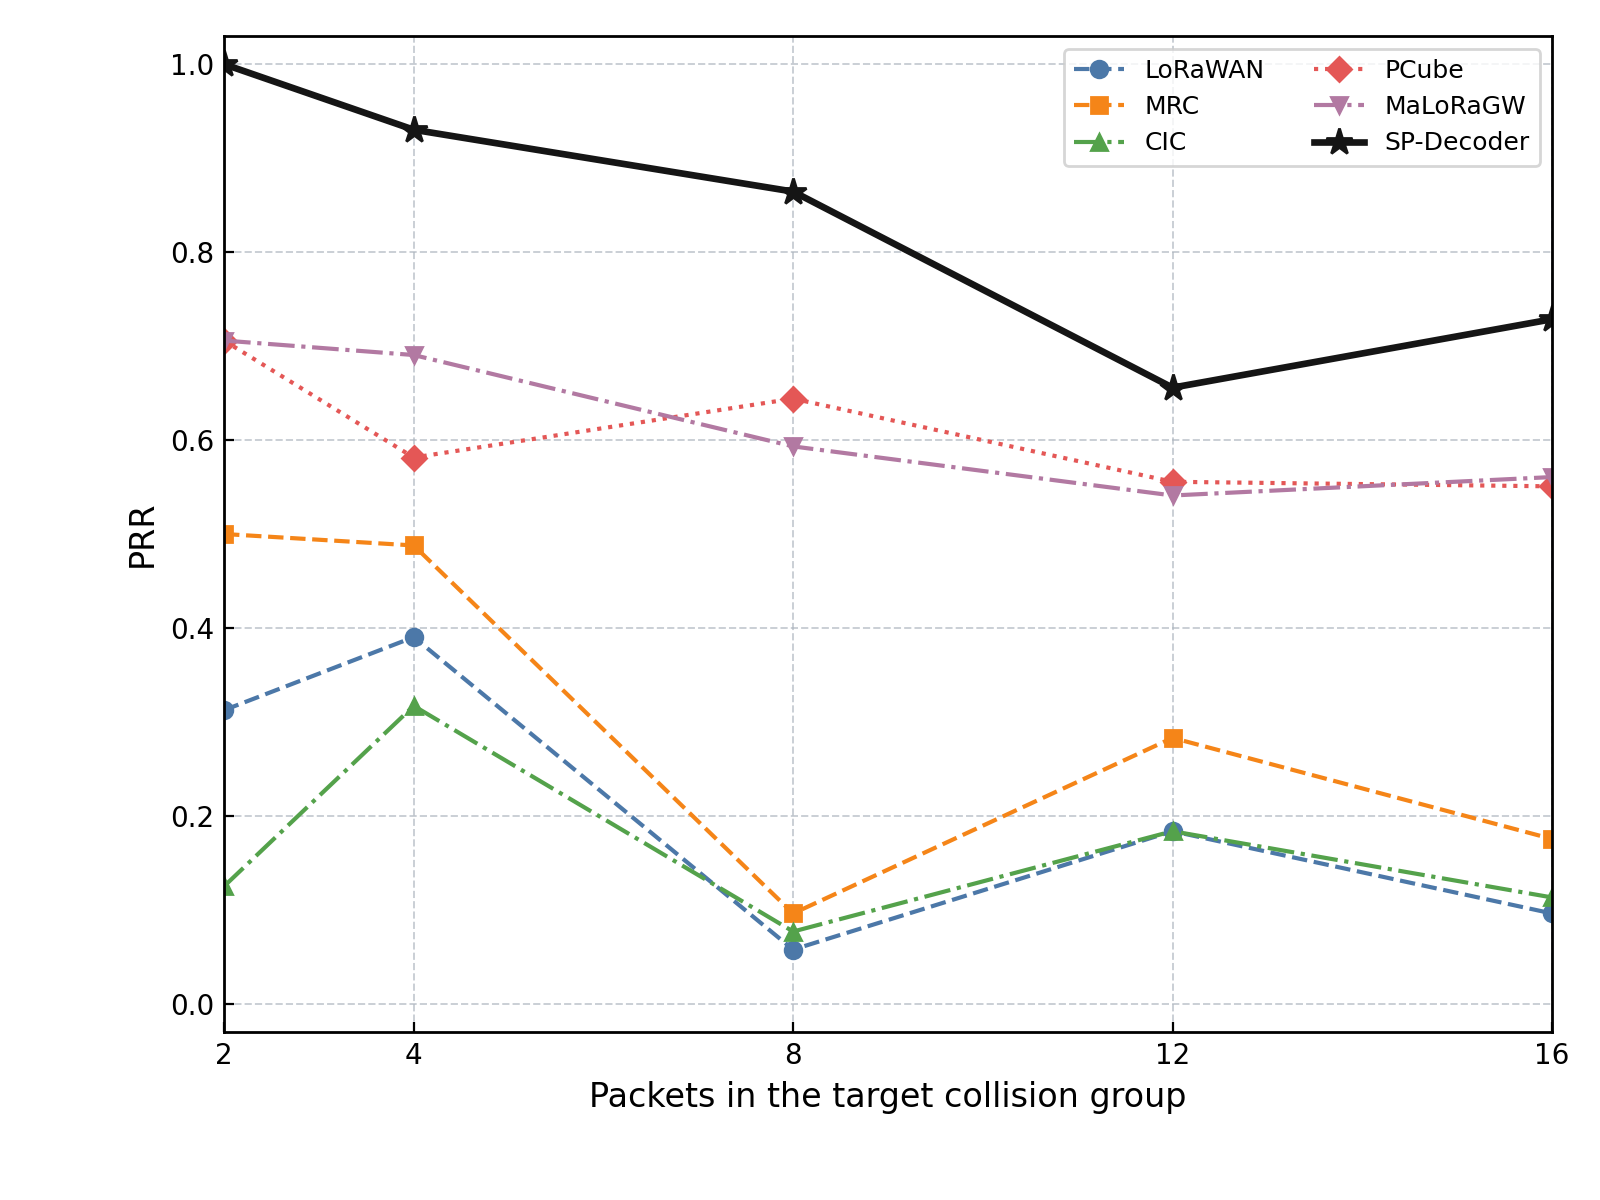 1.0
0.8
0.6
0.4
0.2
0.0
PRR
2 4 8 12 16
Packets in the target collision group
LoRaWAN
MRC
CIC
PCube
MaLoRaGW
SP-Decoder